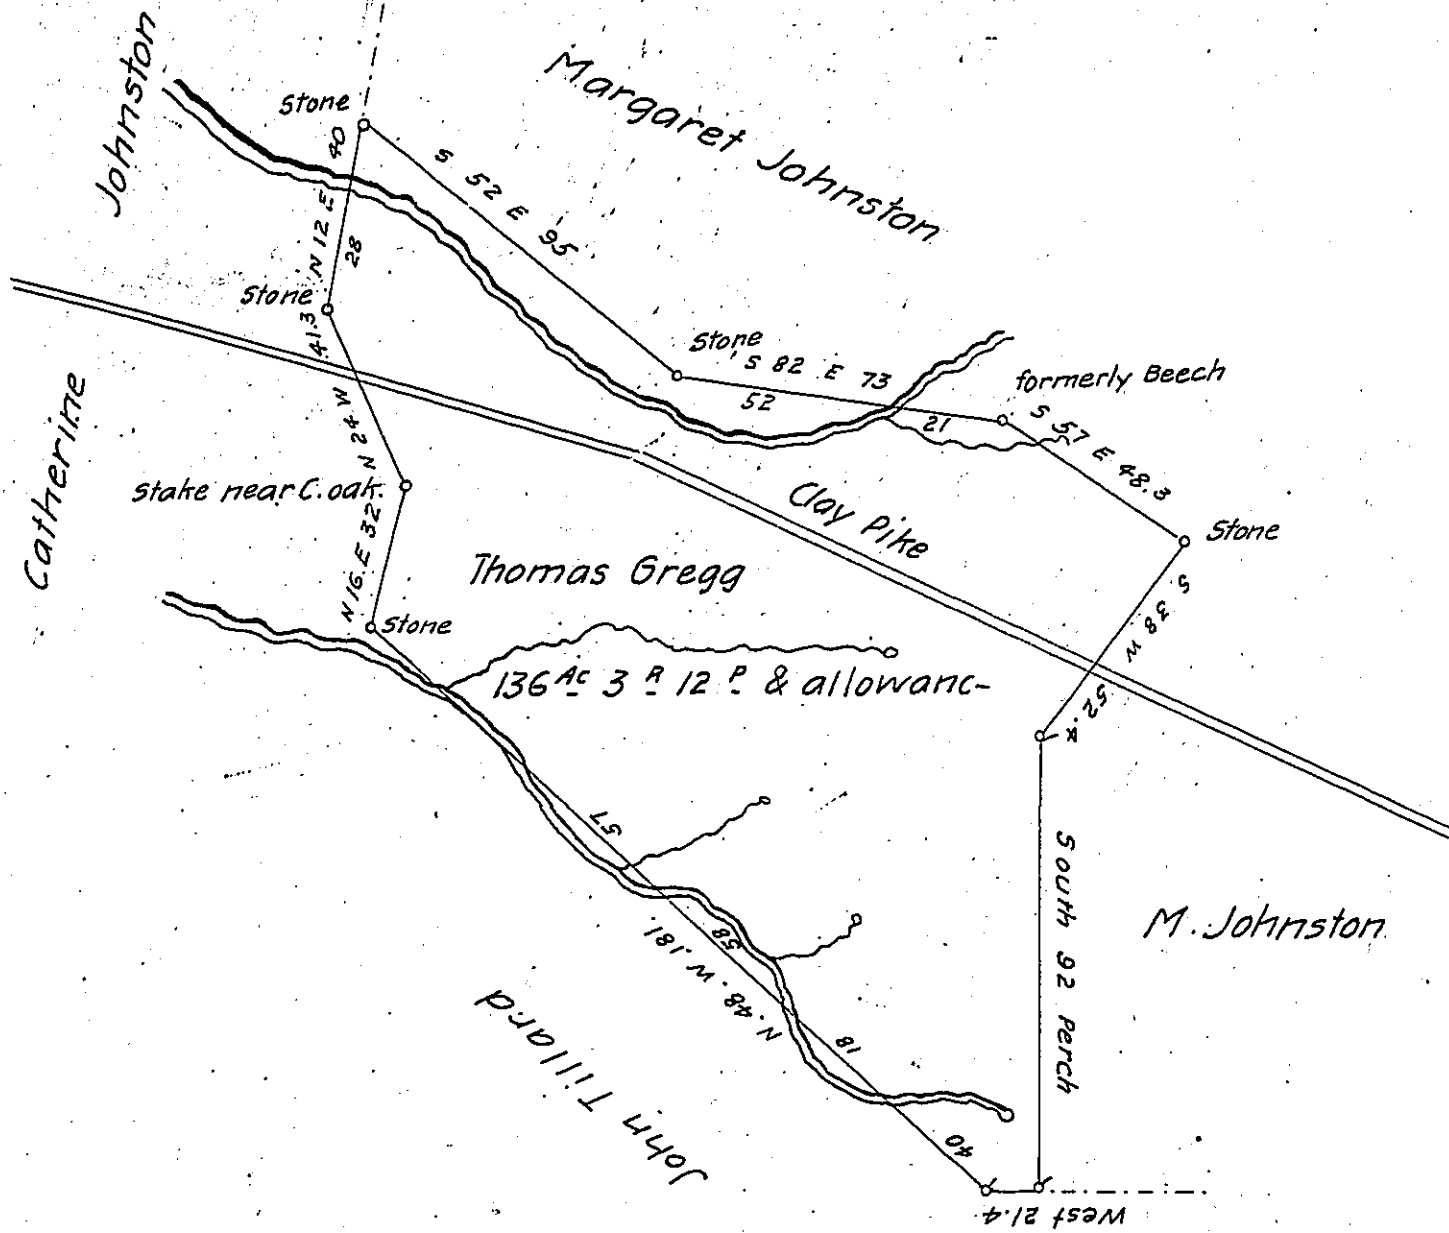 Johnston
Margaret Johnston
Stone
N 12 E 40
28
S 52 E 95
Stone
41.3
Stone
S 82 E 73
52
21
formerly Beech
S 57 E 48.3
Catherine
N 24 W
Stake near C. oak.
Clay Pike
Stone
N 16. E 32
Thomas Gregg
S 38 W 52.
Stone
136 Ac 3 R 12 P & allowanc-
57
South 92 Perch
M. Johnston
58
N. 48. W. 181.
18
John Tillard
40
West 21.4